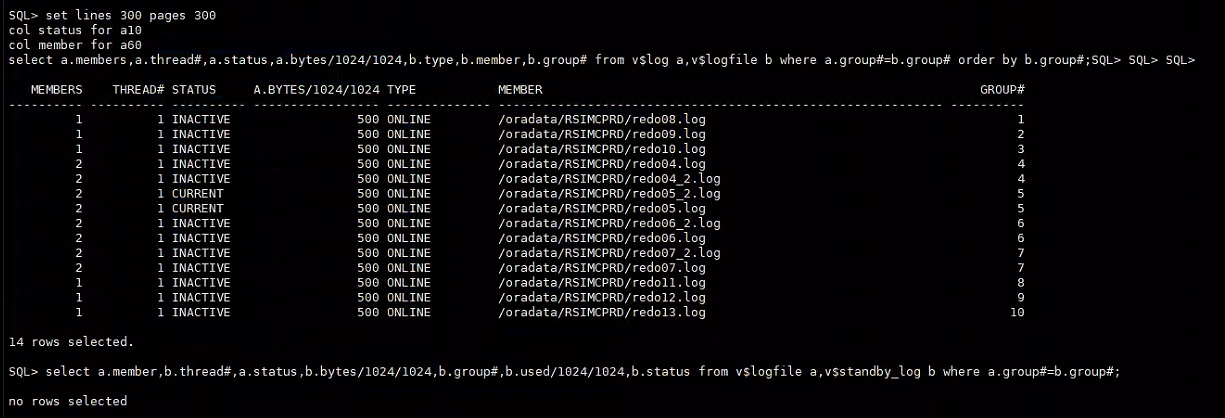 SQL> set lines 300 pages 300
col status for a10
col member for a60
select a.members,a.thread#,a.status,a.bytes/1024/1024,b.type,b.member,b.group# from v$log a,v$logfile b where a.group#=b.group# order by b.group#;SQL> SQL> SQL>
MEMBERS THREAD# STATUS A.BYTES/1024/1024 TYPE MEMBER GROUP#
---------- ---------- ---------- ----------------- ------- ------------------------------------------------------------ ----------
1 1 INACTIVE 500 ONLINE /oradata/RSIMCPRD/redo08.log 1
1 1 INACTIVE 500 ONLINE /oradata/RSIMCPRD/redo09.log 2
1 1 INACTIVE 500 ONLINE /oradata/RSIMCPRD/redo10.log 3
2 1 INACTIVE 500 ONLINE /oradata/RSIMCPRD/redo04.log 4
2 1 INACTIVE 500 ONLINE /oradata/RSIMCPRD/redo04_2.log 4
2 1 CURRENT 500 ONLINE /oradata/RSIMCPRD/redo05_2.log 5
2 1 CURRENT 500 ONLINE /oradata/RSIMCPRD/redo05.log 5
2 1 INACTIVE 500 ONLINE /oradata/RSIMCPRD/redo06_2.log 6
2 1 INACTIVE 500 ONLINE /oradata/RSIMCPRD/redo06.log 6
2 1 INACTIVE 500 ONLINE /oradata/RSIMCPRD/redo07_2.log 7
2 1 INACTIVE 500 ONLINE /oradata/RSIMCPRD/redo07.log 7
1 1 INACTIVE 500 ONLINE /oradata/RSIMCPRD/redo11.log 8
1 1 INACTIVE 500 ONLINE /oradata/RSIMCPRD/redo12.log 9
1 1 INACTIVE 500 ONLINE /oradata/RSIMCPRD/redo13.log 10
14 rows selected.
SQL> select a.member,b.thread#,a.status,b.bytes/1024/1024,b.group#,b.used/1024/1024,b.status from v$logfile a,v$standby_log b where a.group#=b.group#;
no rows selected